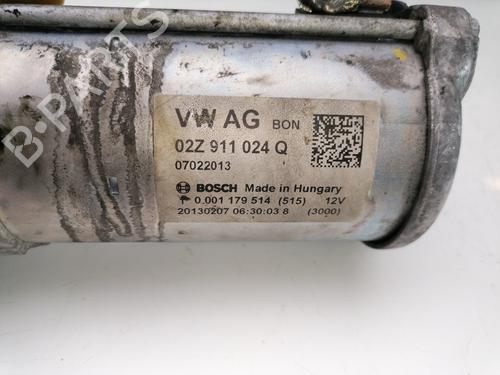 B-PARTS
VW AG BON
02Z 911 024 Q
07022013
BOSCH Made in Hungary
0.001 179 514 (515) 12V
20130207 06:30:03 8 (3000)